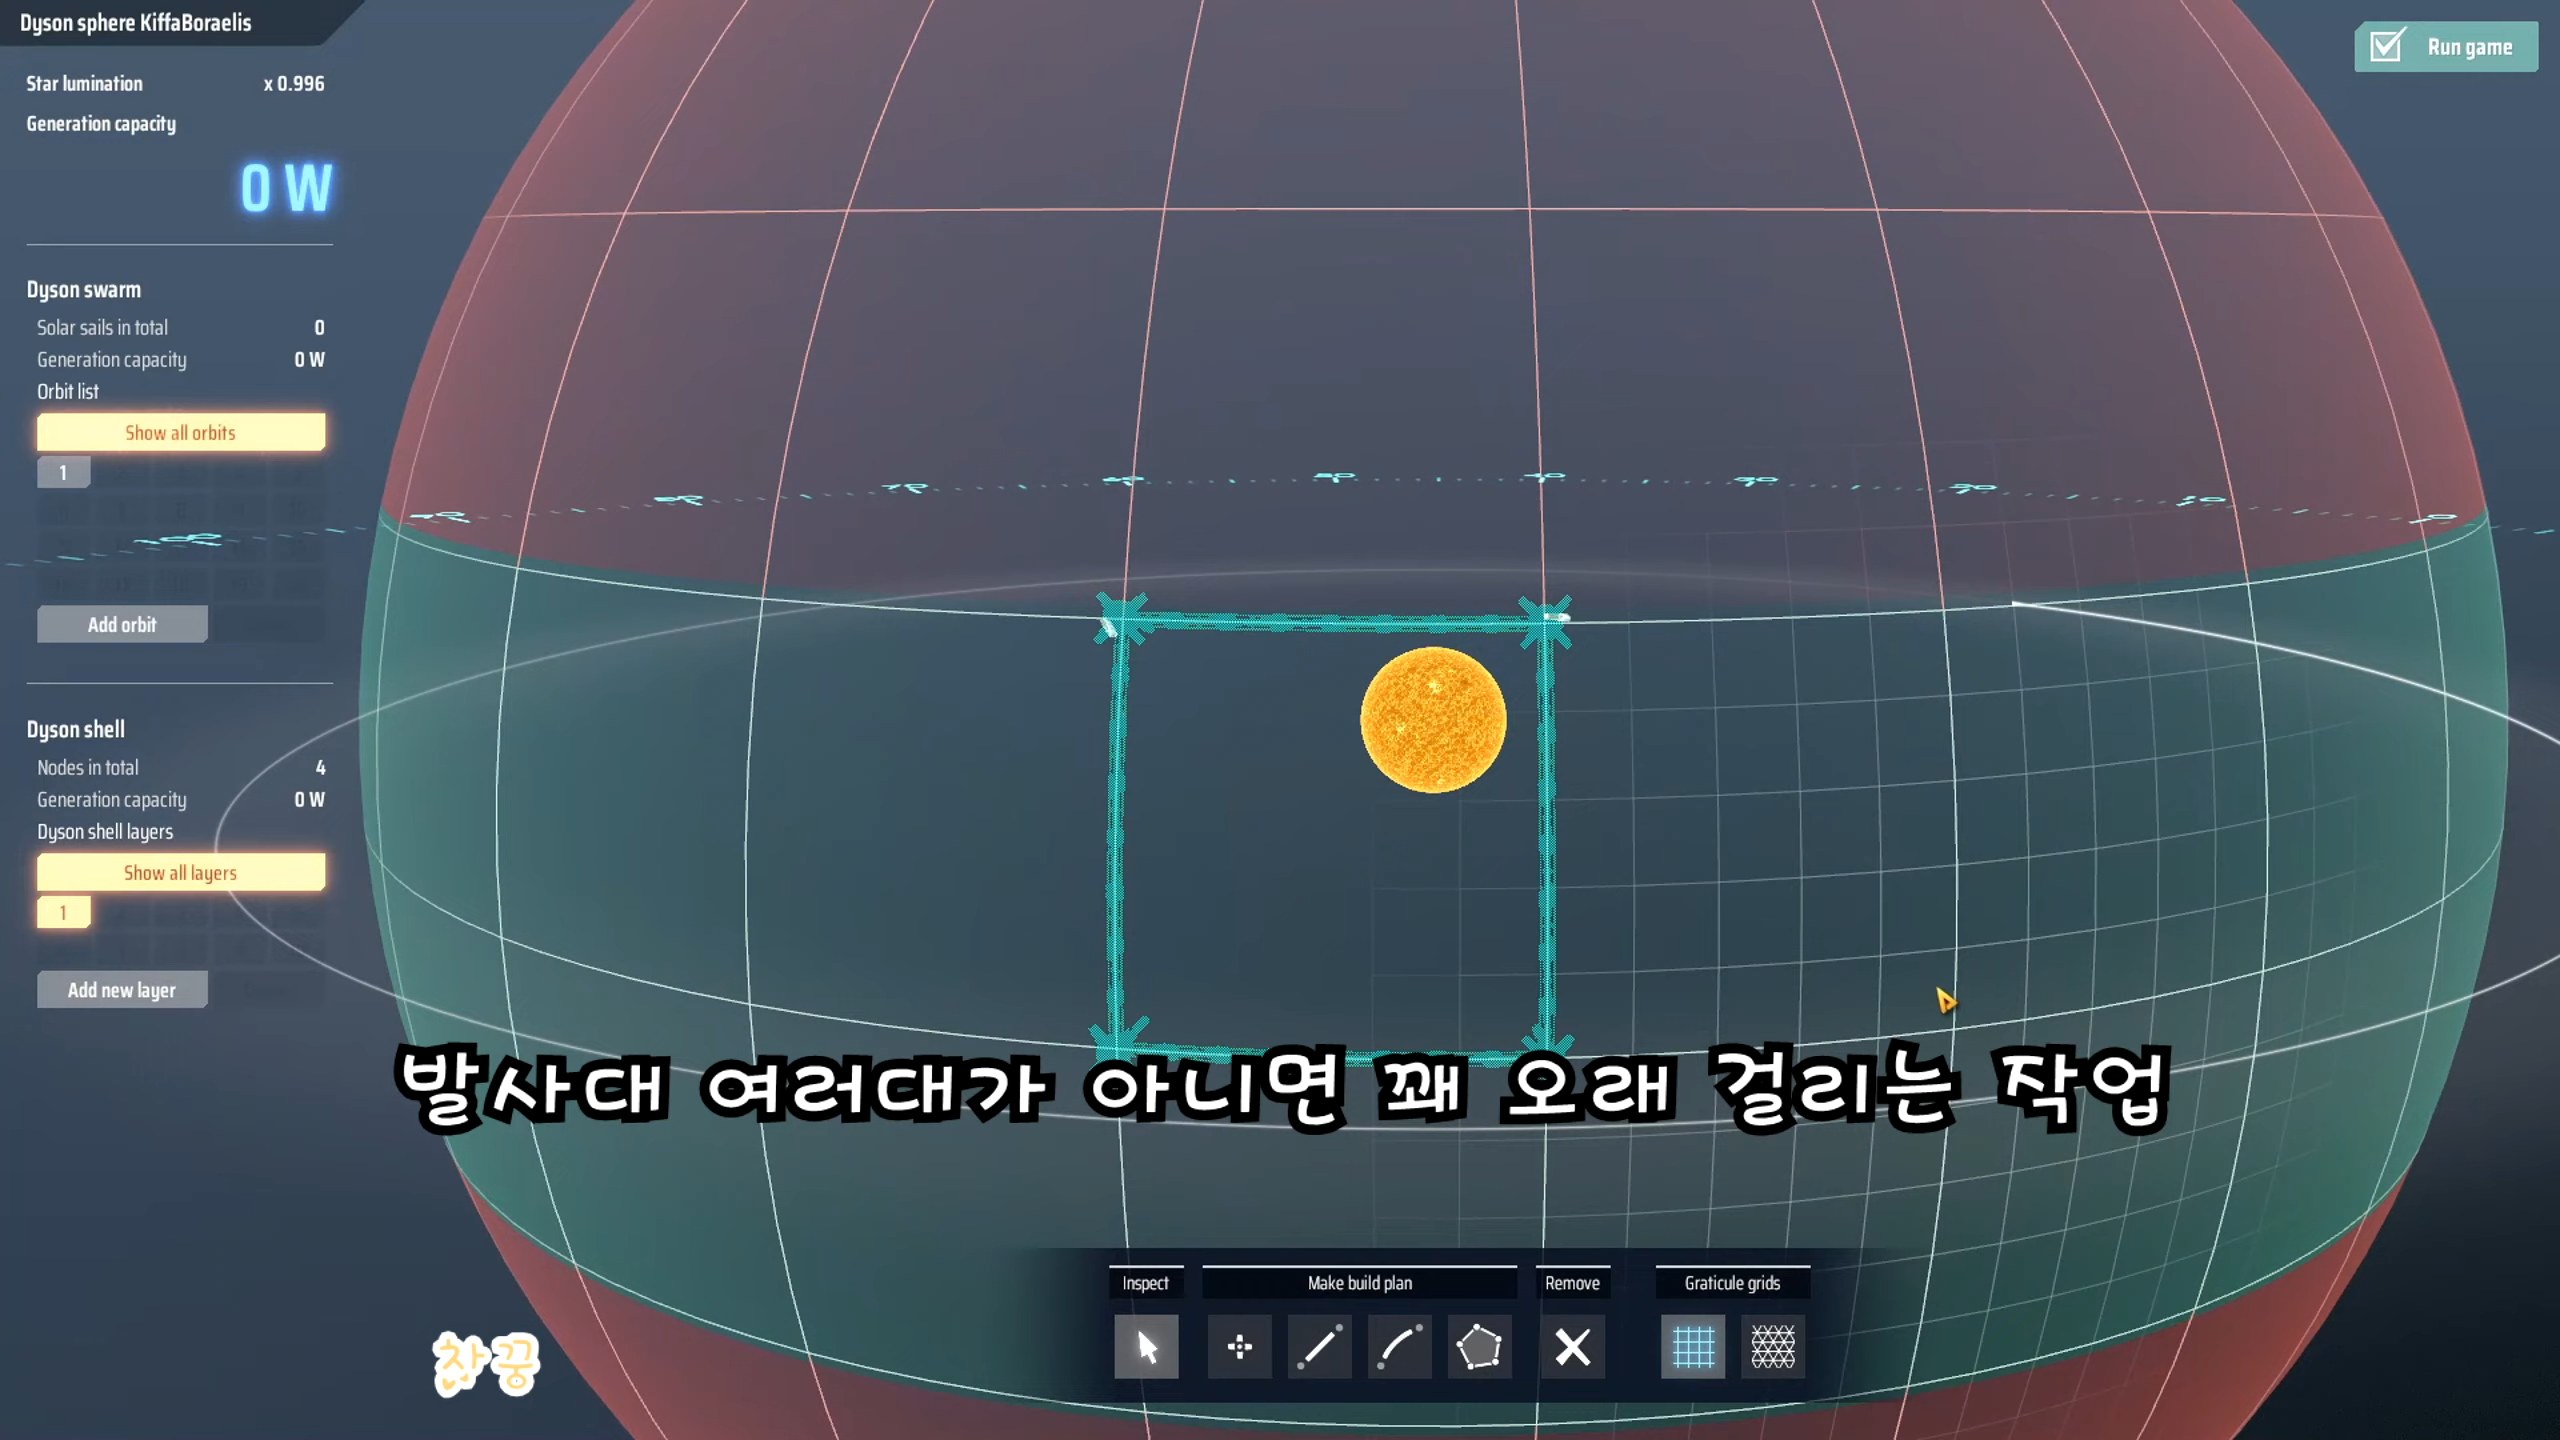 Dyson sphere KiffaBoraelis
Run game
Star lumination x 0.996
Generation capacity
0 W
Dyson swarm
Solar sails in total 0
Generation capacity 0 W
Orbit list
Show all orbits
1
Add orbit
Dyson shell
Nodes in total 4
Generation capacity 0 W
Dyson shell layers
Show all layers
1
Add new layer
발사대 여러대가 아니면 꽤 오래 걸리는 작업
Inspect
Make build plan
Remove
Graticule grids
찬꿍